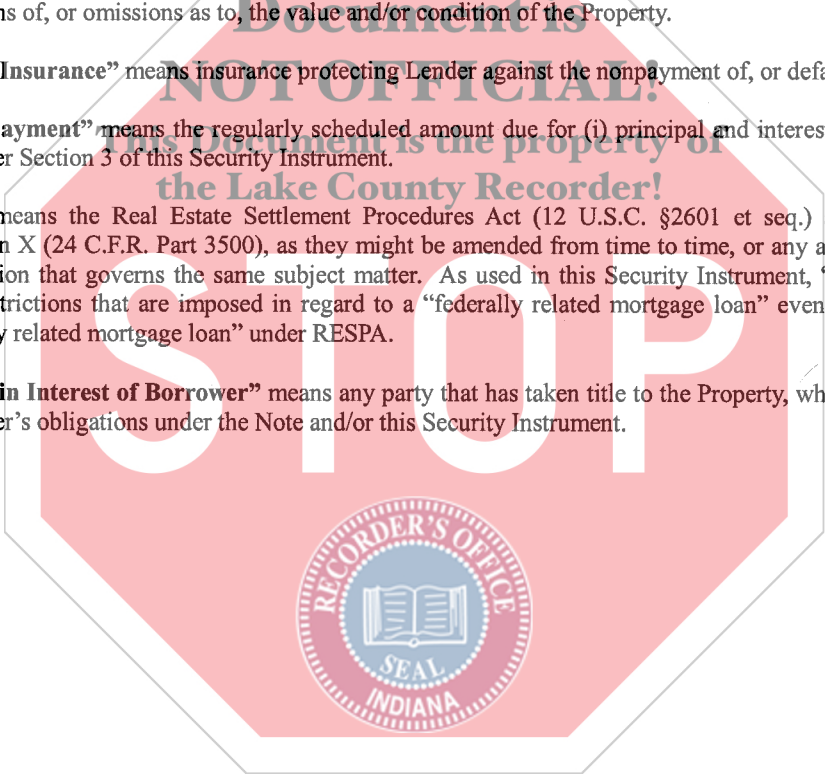 Document is
ns of, or omissions as to, the value and/or condition of the Property.
NOT OFFICIAL!
Insurance” means insurance protecting Lender against the nonpayment of, or defa
This Document is the property of
ayment” means the regularly scheduled amount due for (i) principal and interest
er Section 3 of this Security Instrument.
the Lake County Recorder!
means the Real Estate Settlement Procedures Act (12 U.S.C. §2601 et seq.)
n X (24 C.F.R. Part 3500), as they might be amended from time to time, or any a
ion that governs the same subject matter. As used in this Security Instrument, “
trictions that are imposed in regard to a “federally related mortgage loan” even
y related mortgage loan” under RESPA.
in Interest of Borrower” means any party that has taken title to the Property, wh
er’s obligations under the Note and/or this Security Instrument.
STOP
RECORDER'S OFFICE
SEAL
INDIANA